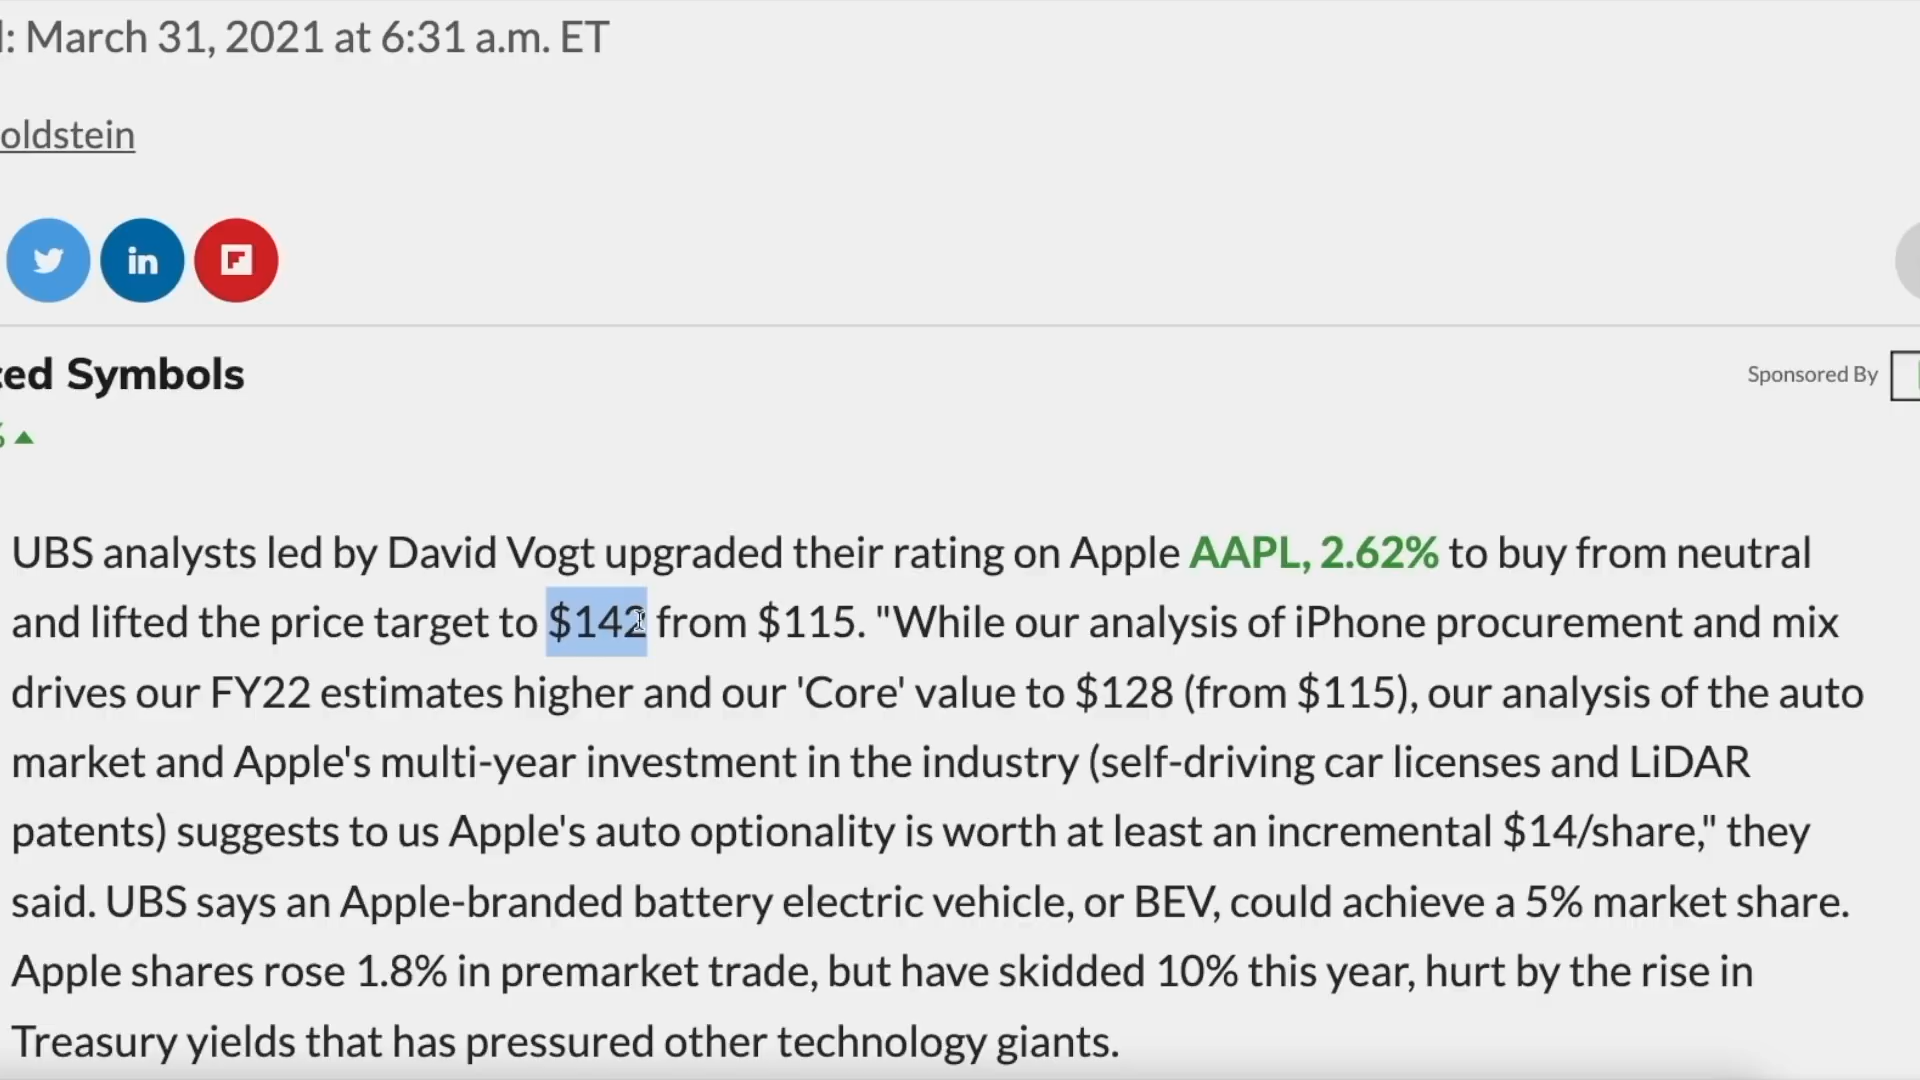 : March 31, 2021 at 6:31 a.m. ET
oldstein
in
ced Symbols
Sponsored By
%
UBS analysts led by David Vogt upgraded their rating on Apple AAPL, 2.62% to buy from neutral
and lifted the price target to $142 from $115. "While our analysis of iPhone procurement and mix
drives our FY22 estimates higher and our 'Core' value to $128 (from $115), our analysis of the auto
market and Apple's multi-year investment in the industry (self-driving car licenses and LiDAR
patents) suggests to us Apple's auto optionality is worth at least an incremental $14/share," they
said. UBS says an Apple-branded battery electric vehicle, or BEV, could achieve a 5% market share.
Apple shares rose 1.8% in premarket trade, but have skidded 10% this year, hurt by the rise in
Treasury yields that has pressured other technology giants.